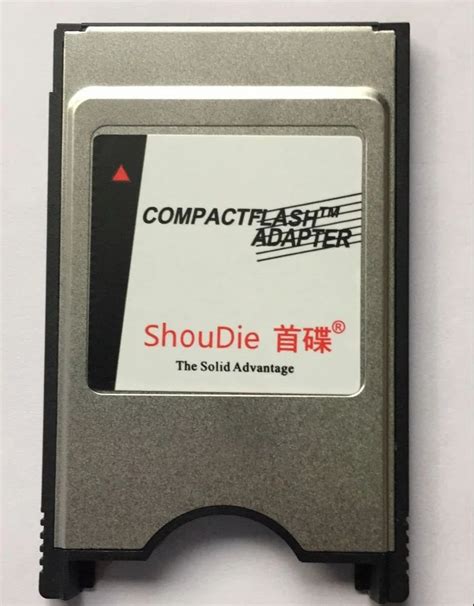 COMPACTFLASH™
ADAPTER
ShouDie 首碟®
The Solid Advantage